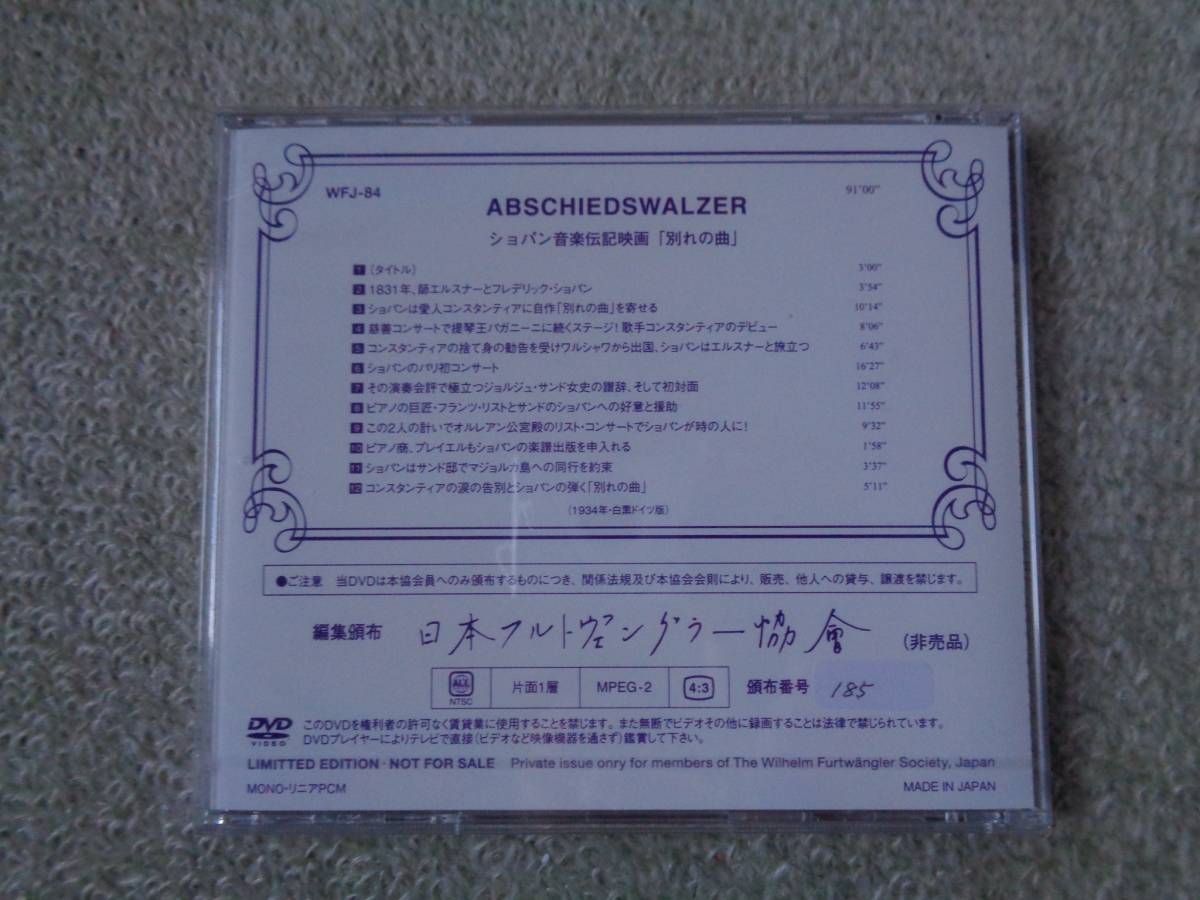 WFJ-84
91'00"
ABSCHIEDSWALZER
ショパン音楽伝記映画「別れの曲」
1 (タイトル) 3'00"
2 1831年、師エルスナーとフレデリック・ショパン 3'54"
3 ショパンは愛人コンスタンティアに自作「別れの曲」を寄せる 10'14"
4 慈善コンサートで提琴王パガニーニに続くステージ!歌手コンスタンティアのデビュー 8'06"
5 コンスタンティアの捨て身の勧告を受けワルシャワから出国、ショパンはエルスナーと旅立つ 6'43"
6 ショパンのパリ初コンサート 16'27"
7 その演奏会評で極立つジョルジュ・サンド女史の讃辞、そして初対面 12'08"
8 ピアノの巨匠・フランツ・リストとサンドのショパンへの好意と援助 11'55"
9 この2人の計いでオルレアン公宮殿のリスト・コンサートでショパンが時の人に! 9'32"
10 ピアノ商、プレイエルもショパンの楽譜出版を申入れる 1'58"
11 ショパンはサンド邸でマジョルカ島への同行を約束 3'37"
12 コンスタンティアの涙の告別とショパンの弾く「別れの曲」 5'11"
(1934年・白黒ドイツ版)
●ご注意 当DVDは本協会員へのみ頒布するものにつき、関係法規及び本協会会則により、販売、他人への貸与、譲渡を禁じます。
編集頒布 日本フルトヴェングラー協會 (非売品)
ALL NTSC 片面1層 MPEG-2 4:3 頒布番号 185
DVD VIDEO
このDVDを権利者の許可なく賃貸業に使用することを禁じます。また無断でビデオその他に録画することは法律で禁じられています。
DVDプレイヤーによりテレビで直接(ビデオなど映像機器を通さず)鑑賞して下さい。
LIMITTED EDITION・NOT FOR SALE Private issue onry for members of The Wilhelm Furtwängler Society, Japan
MONO-リニアPCM
MADE IN JAPAN